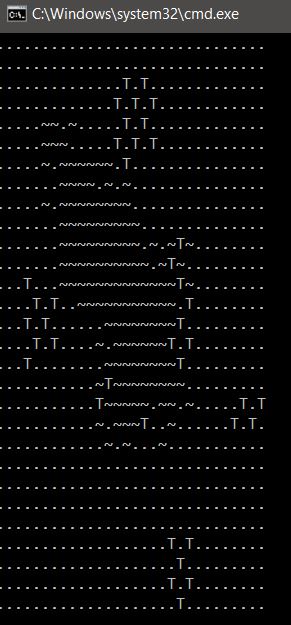 C:\Windows\system32\cmd.exe
..............................
..............................
..............T.T.............
.............T.T.T............
.....~~.~.....T.T.............
.....~~~.....T.T.T............
.....~.~~~~~~.T...............
.......~~~~.~.~...............
.....~.~~~~~~~~...............
.......~~~~~~~~~..............
.......~~~~~~~~~.~.~T~........
.......~~~~~~~~~~.~T~.........
...T...~~~~~~~~~~~~~T~........
....T.T..~~~~~~~~~~~.T........
...T.T......~~~~~~~~T.........
....T.T....~.~~~~~~T.T........
...T........~~~~~~~~T.........
...........~T~~~~~~~~.........
...........T~~~~~.~~.~.....T.T
...........~.~~~T..~......T.T.
............~.~...~...........
..............................
..............................
..............................
..............................
...................T.T........
....................T.........
...................T.T........
....................T.........